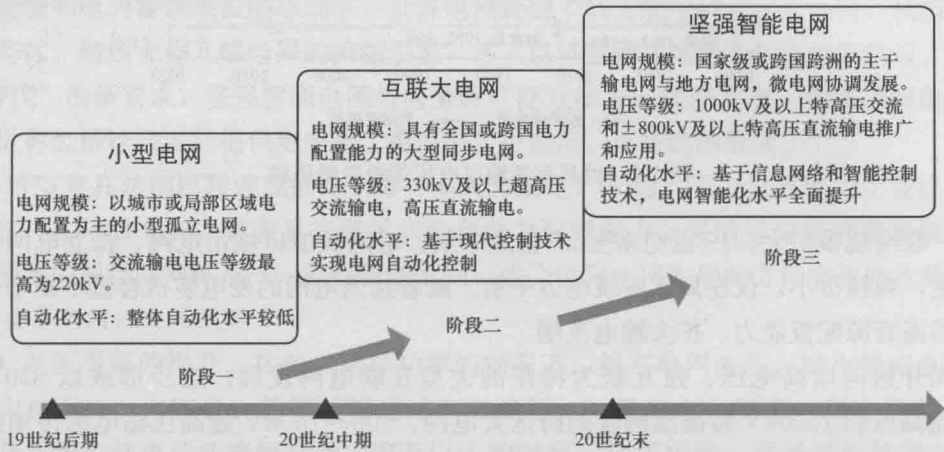 小型电网
电网规模：以城市或局部区域电
力配置为主的小型孤立电网。
电压等级：交流输电电压等级最
高为220kV。
自动化水平：整体自动化水平较低
阶段一
互联大电网
电网规模：具有全国或跨国电力
配置能力的大型同步电网。
电压等级：330kV及以上超高压
交流输电，高压直流输电。
自动化水平：基于现代控制技术
实现电网自动化控制
阶段二
坚强智能电网
电网规模：国家级或跨国跨洲的主干
输电网与地方电网，微电网协调发展。
电压等级：1000kV及以上特高压交流
和±800kV及以上特高压直流输电推广
和应用。
自动化水平：基于信息网络和智能控制
技术，电网智能化水平全面提升
阶段三
19世纪后期
20世纪中期
20世纪末